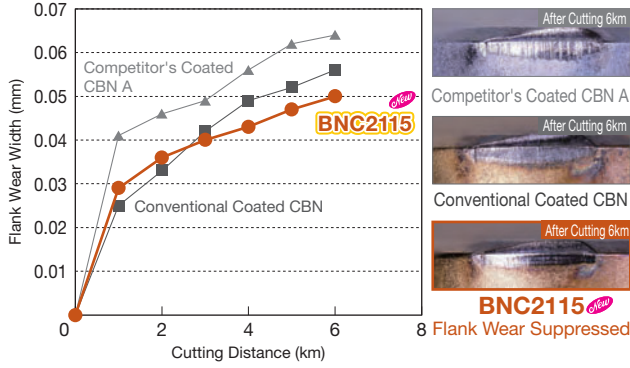 0.07
0.06
0.05
0.04
0.03
0.02
0.01
0
2
4
6
8
Flank Wear Width (mm)
Cutting Distance (km)
Competitor's Coated
CBN A
New
BNC2115
Conventional Coated CBN
After Cutting 6km
Competitor's Coated CBN A
After Cutting 6km
Conventional Coated CBN
After Cutting 6km
BNC2115 New
Flank Wear Suppressed